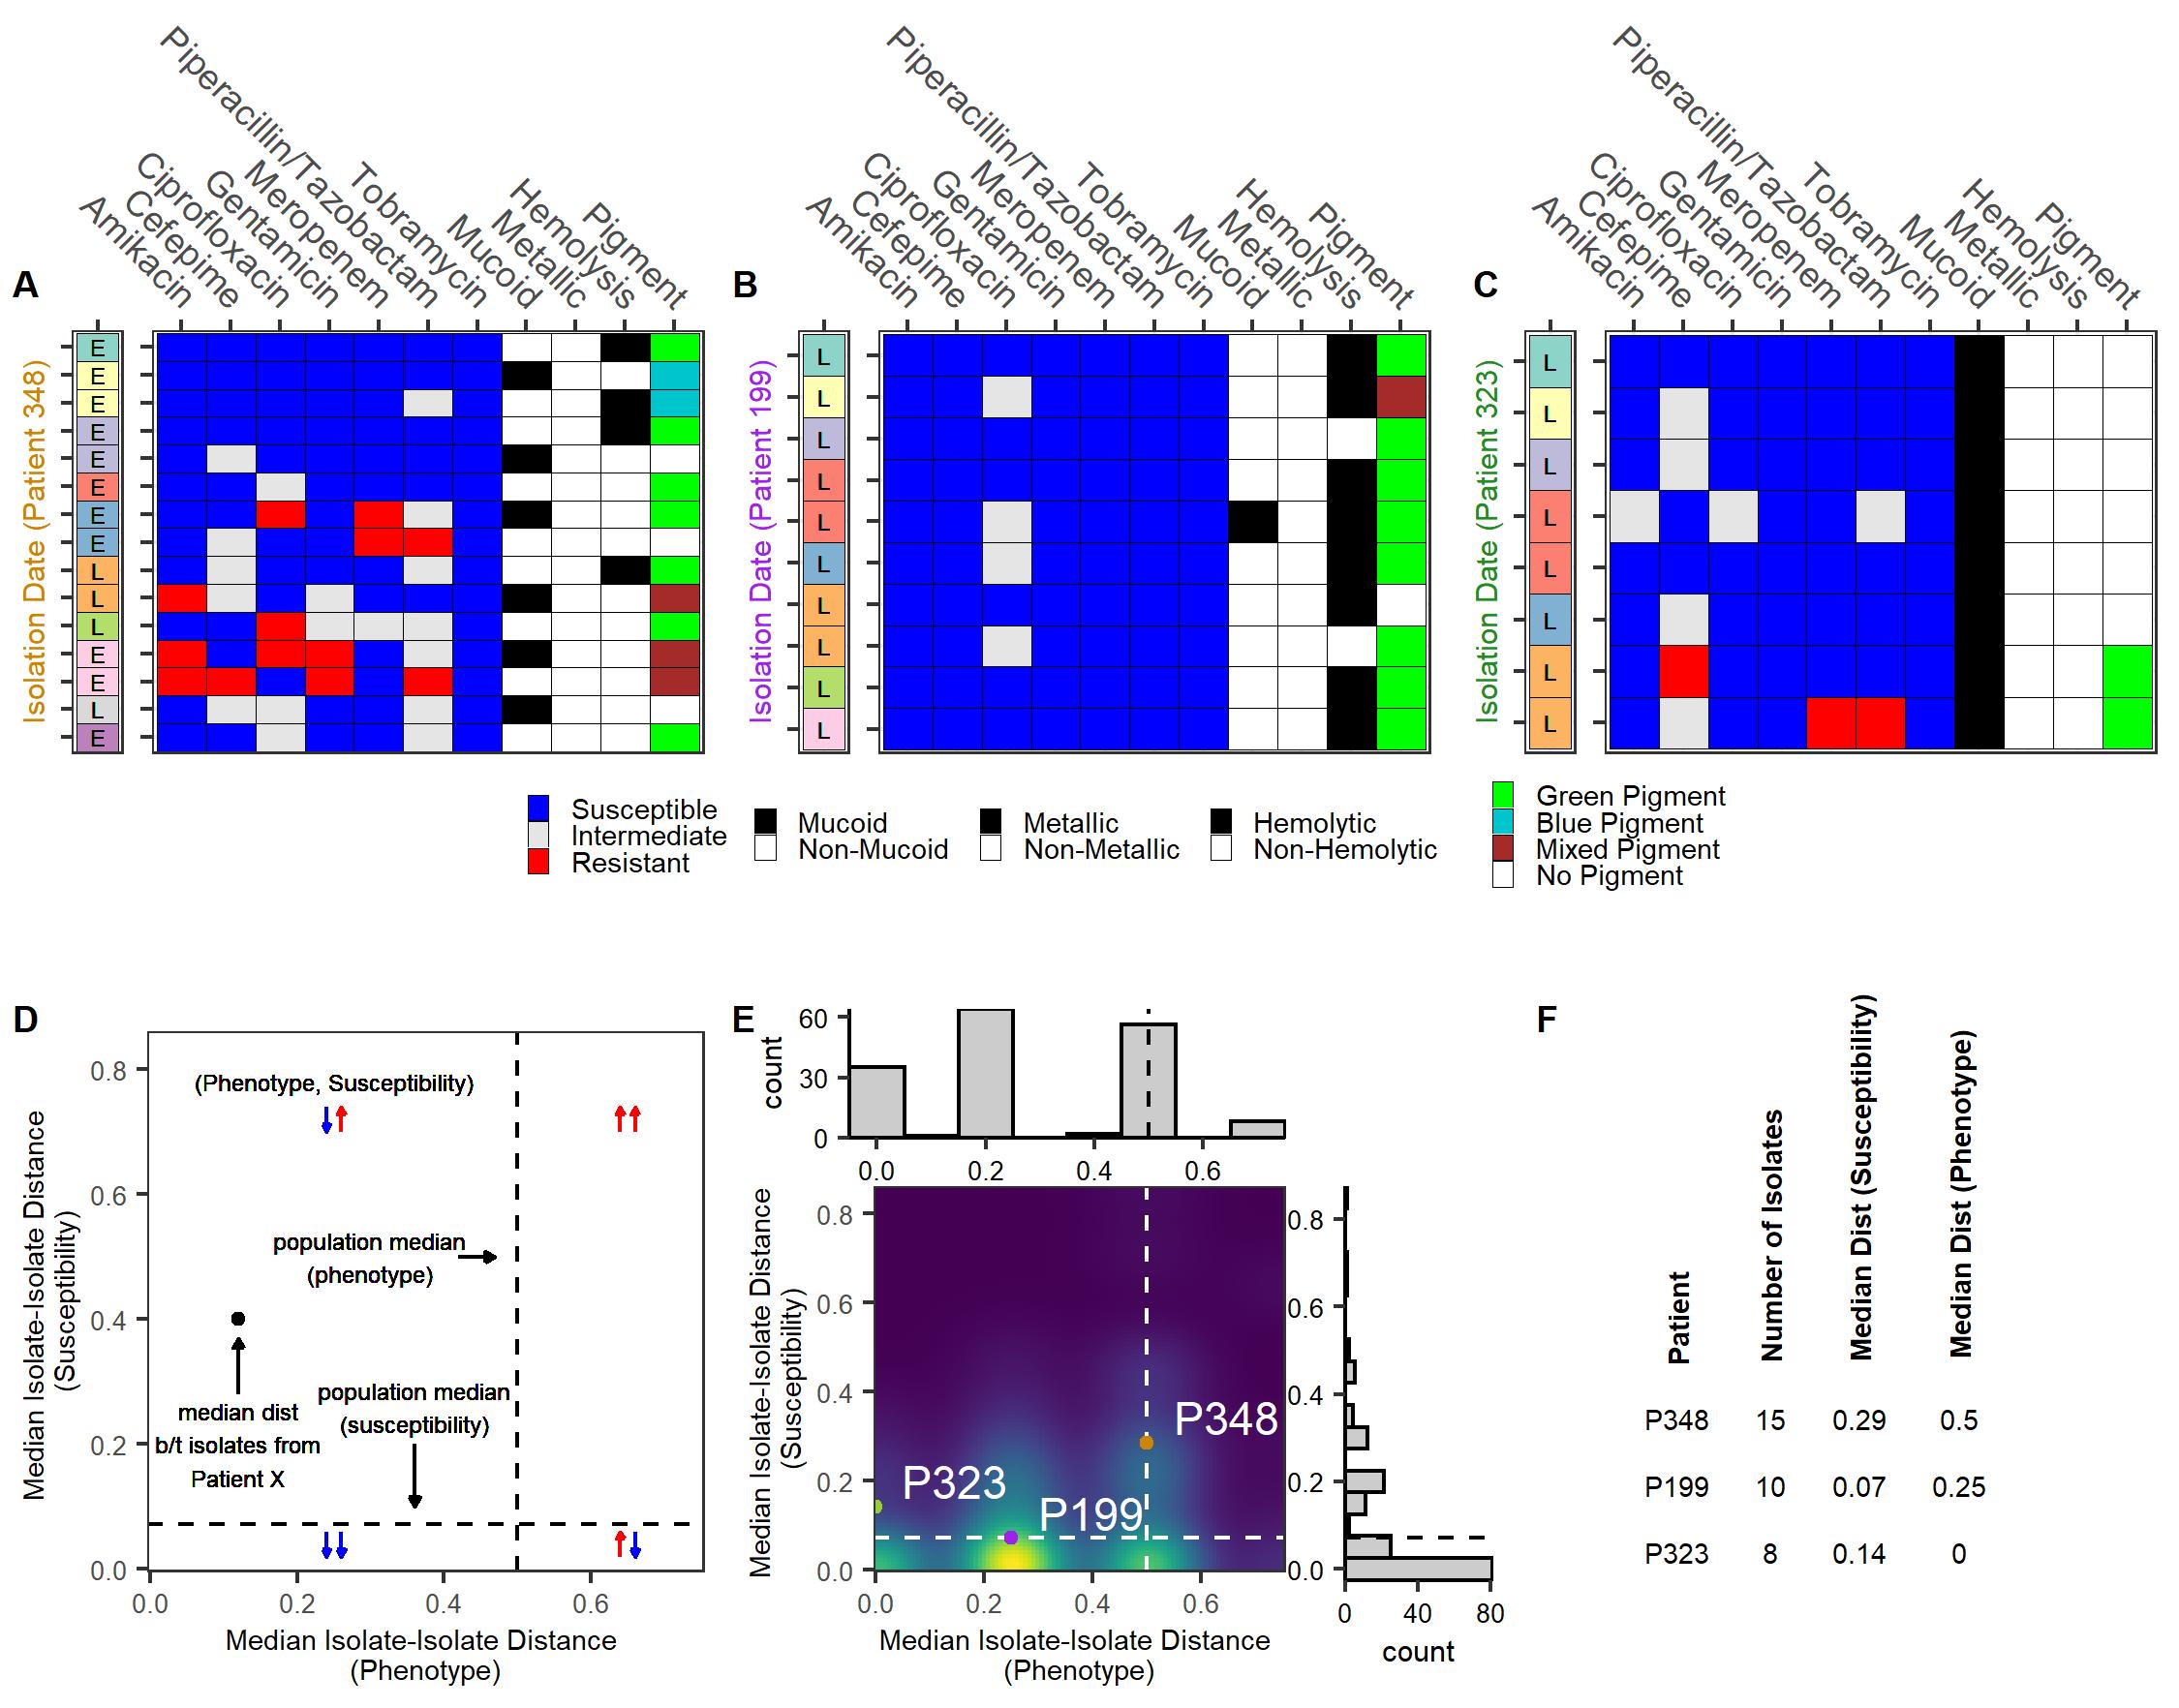 A
Amikacin
Cefepime
Ciprofloxacin
Gentamicin
Meropenem
Piperacillin/Tazobactam
Tobramycin
Mucoid
Metallic
Hemolysis
Pigment
Isolation Date (Patient 348)
E
E
E
E
E
E
E
E
L
L
L
E
E
L
E
B
Amikacin
Cefepime
Ciprofloxacin
Gentamicin
Meropenem
Piperacillin/Tazobactam
Tobramycin
Mucoid
Metallic
Hemolysis
Pigment
Isolation Date (Patient 199)
L
L
L
L
L
L
L
L
L
L
C
Amikacin
Cefepime
Ciprofloxacin
Gentamicin
Meropenem
Piperacillin/Tazobactam
Tobramycin
Mucoid
Metallic
Hemolysis
Pigment
Isolation Date (Patient 323)
L
L
L
L
L
L
L
L
Susceptible
Intermediate
Resistant
Mucoid
Non-Mucoid
Metallic
Non-Metallic
Hemolytic
Non-Hemolytic
Green Pigment
Blue Pigment
Mixed Pigment
No Pigment
D
Median Isolate-Isolate Distance
(Susceptibility)
0.8
0.6
0.4
0.2
0.0
(Phenotype, Susceptibility)
population median
(phenotype)
population median
(susceptibility)
median dist
b/t isolates from
Patient X
0.0 0.2 0.4 0.6
Median Isolate-Isolate Distance
(Phenotype)
E
count
60
30
0
0.0 0.2 0.4 0.6
Median Isolate-Isolate Distance
(Susceptibility)
0.8
0.6
0.4
0.2
0.0
P348
P323
P199
0.0 0.2 0.4 0.6
Median Isolate-Isolate Distance
(Phenotype)
0.8
0.6
0.4
0.2
0.0
0 40 80
count
F
Patient
Number of Isolates
Median Dist (Susceptibility)
Median Dist (Phenotype)
P348 15 0.29 0.5
P199 10 0.07 0.25
P323 8 0.14 0